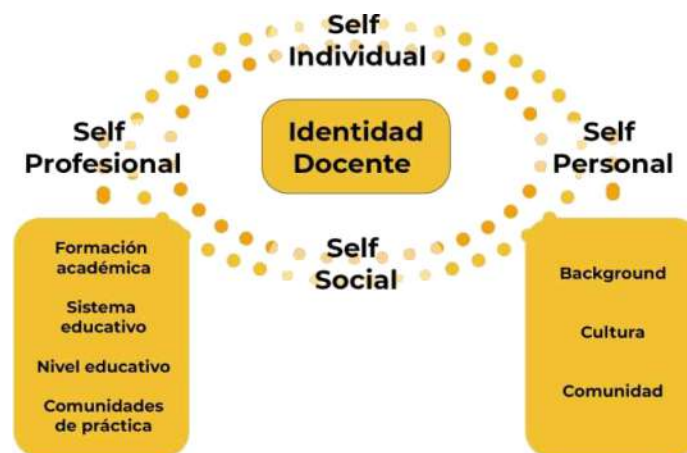 Self
Individual
Identidad
Docente
Self
Profesional
Self
Personal
Self
Social
Formación
académica
Sistema
educativo
Nivel educativo
Comunidades
de práctica
Background
Cultura
Comunidad